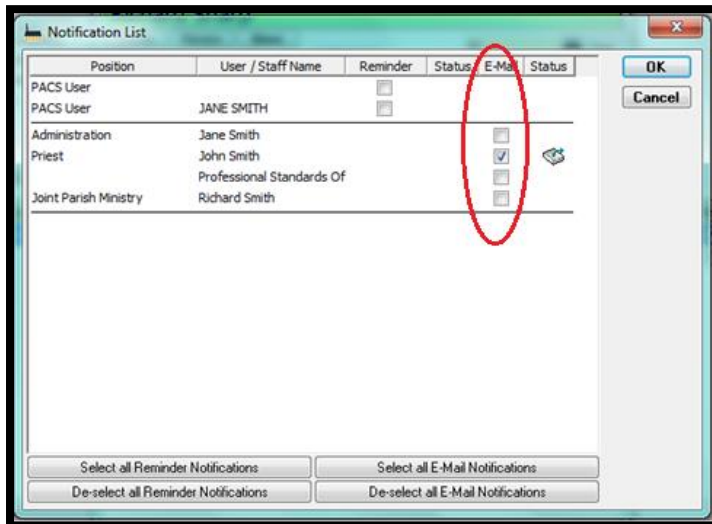 Notification List
Position User / Staff Name Reminder Status E-Mail Status
OK
PACS User
Cancel
PACS User JANE SMITH
Administration Jane Smith
Priest John Smith
Professional Standards Of
Joint Parish Ministry Richard Smith
Select all Reminder Notifications Select all E-Mail Notifications
De-select all Reminder Notifications De-select all E-Mail Notifications